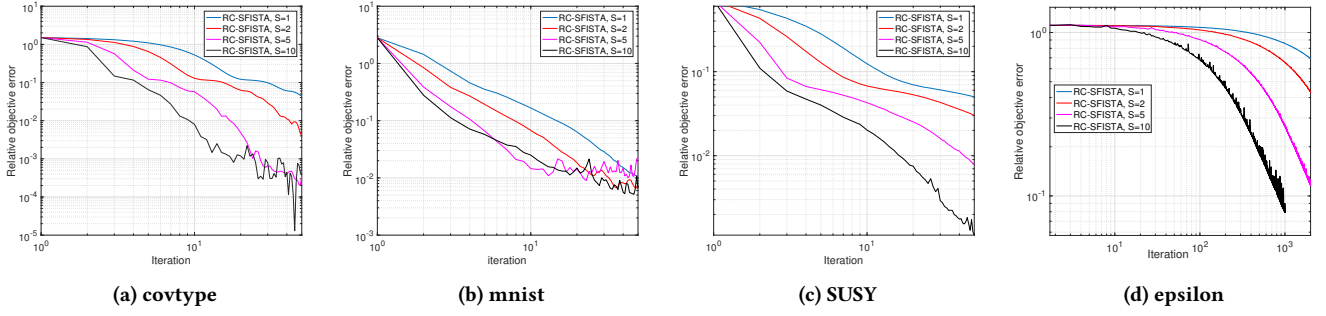 10^1
10^0
10^-1
10^-2
10^-3
10^-4
10^-5
Relative objective error
RC-SFISTA, S=1
RC-SFISTA, S=2
RC-SFISTA, S=5
RC-SFISTA, S=10
10^0
10^1
Iteration
(a) covtype
10^1
10^0
10^-1
10^-2
10^-3
Relative objective error
RC-SFISTA, S=1
RC-SFISTA, S=2
RC-SFISTA, S=5
RC-SFISTA, S=10
10^0
10^1
iteration
(b) mnist
10^-1
10^-2
Relative objective error
RC-SFISTA, S=1
RC-SFISTA, S=2
RC-SFISTA, S=5
RC-SFISTA, S=10
10^0
10^1
Iteration
(c) SUSY
10^0
10^-1
Relative objective error
RC-SFISTA, S=1
RC-SFISTA, S=2
RC-SFISTA, S=5
RC-SFISTA, S=10
10^1
10^2
10^3
Iteration
(d) epsilon